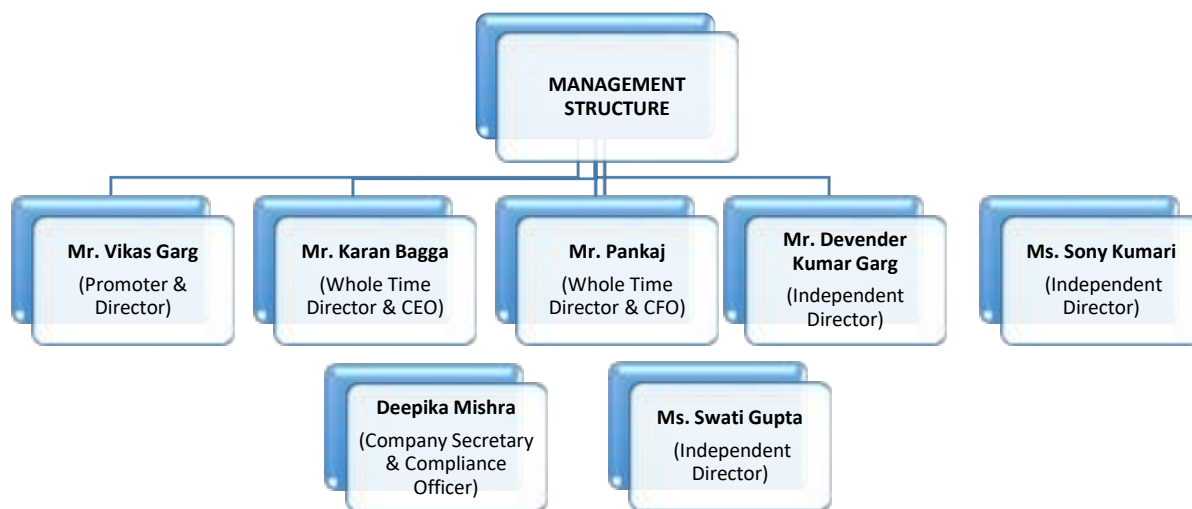 MANAGEMENT
STRUCTURE
Mr. Vikas Garg
(Promoter &
Director)
Mr. Karan Bagga
(Whole Time
Director & CEO)
Mr. Pankaj
(Whole Time
Director & CFO)
Mr. Devender
Kumar Garg
(Independent
Director)
Ms. Sony Kumari
(Independent
Director)
Deepika Mishra
(Company Secretary
& Compliance
Officer)
Ms. Swati Gupta
(Independent
Director)